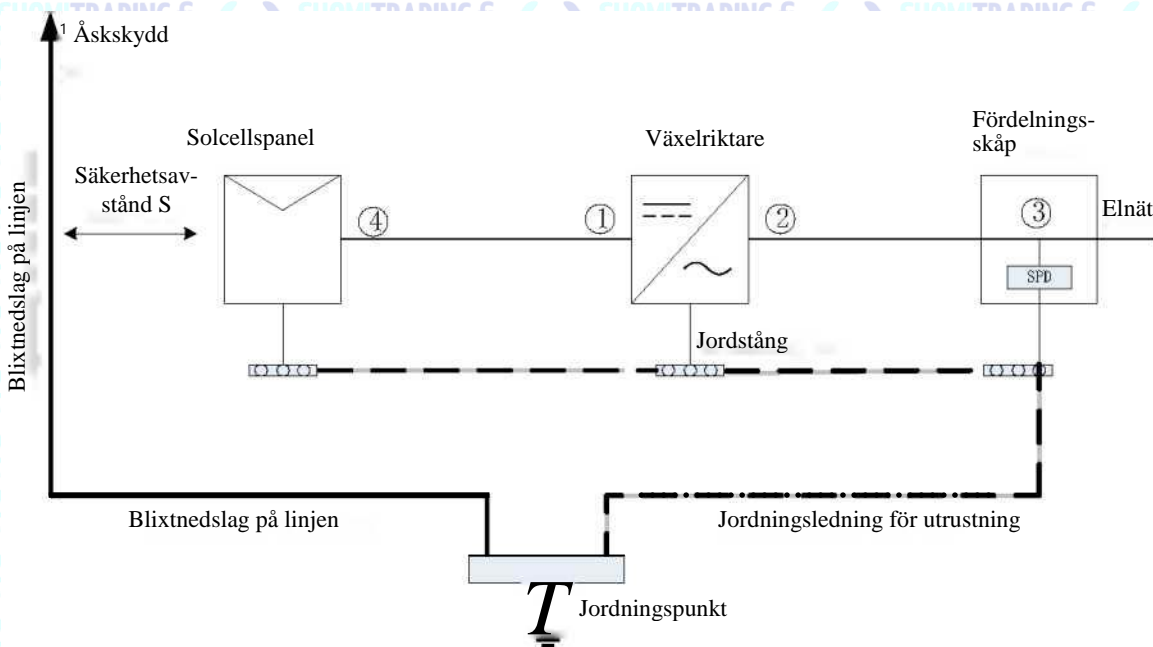 ¹ Åskskydd
Solcellspanel
Växelriktare
Fördelnings-
skåp
Säkerhetsav-
stånd S
④
①
②
③
Elnät
SPD
Blixtnedslag på linjen
Jordstång
Blixtnedslag på linjen
Jordningsledning för utrustning
T
Jordningspunkt